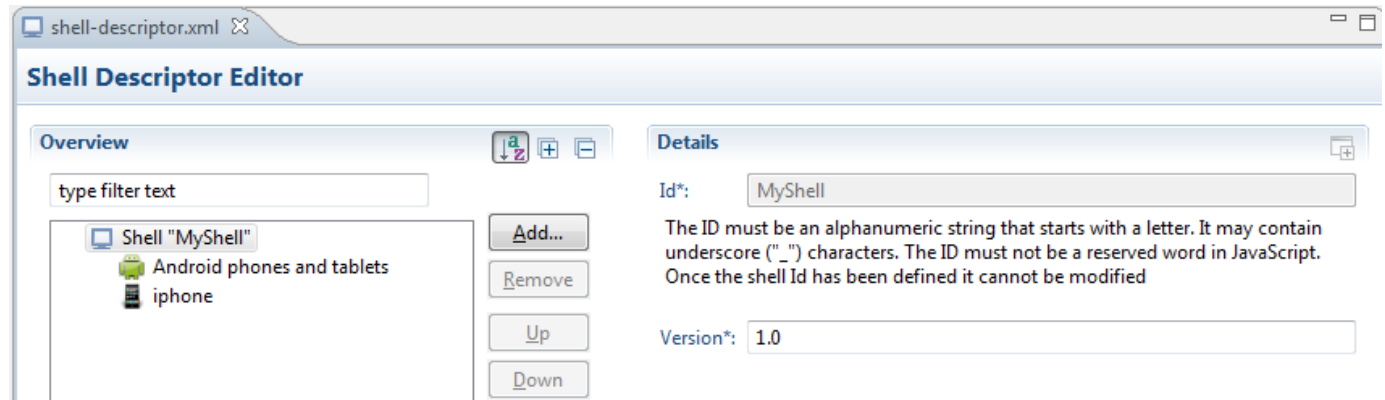 shell-descriptor.xml
Shell Descriptor Editor
Overview
type filter text
Shell "MyShell"
Android phones and tablets
iphone
Add...
Remove
Up
Down
Details
Id*:
MyShell
The ID must be an alphanumeric string that starts with a letter. It may contain
underscore ("_") characters. The ID must not be a reserved word in JavaScript.
Once the shell Id has been defined it cannot be modified
Version*:
1.0